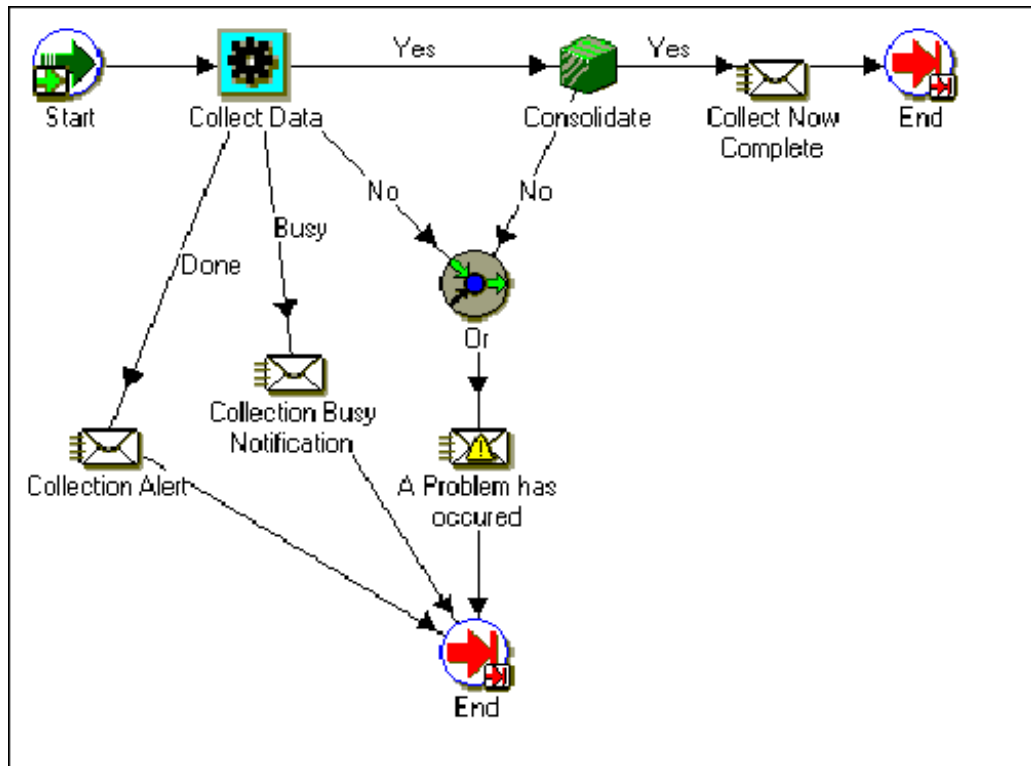 Yes
Yes
Start
Collect Data
Consolidate
Collect Now
Complete
End
No
No
Busy
Done
Or
Collection Busy
Notification
Collection Alert
A Problem has
occured
End